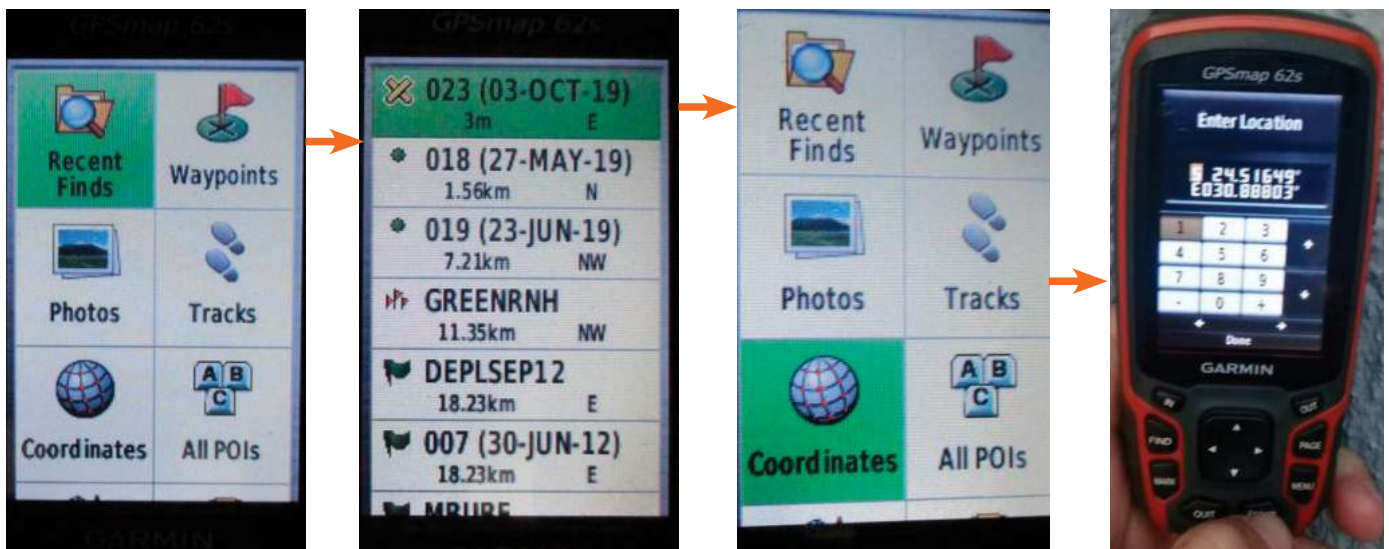 GPSmap 62s
Recent
Finds
Waypoints
Photos
Tracks
Coordinates
All POIs
GARMIN
GPSmap 62s
023 (03-OCT-19)
3m E
018 (27-MAY-19)
1.56km N
019 (23-JUN-19)
7.21km NW
GREENRNH
11.35km NW
DEPLSEP12
18.23km E
007 (30-JUN-12)
18.23km E
Recent
Finds
Waypoints
Photos
Tracks
Coordinates
All POIs
GPSmap 62s
Enter Location
S 24.51649°
E030.88803°
1 2 3
4 5 6
7 8 9
- 0 +
Done
GARMIN
IN OUT
FIND PAGE
MARK MENU
QUIT